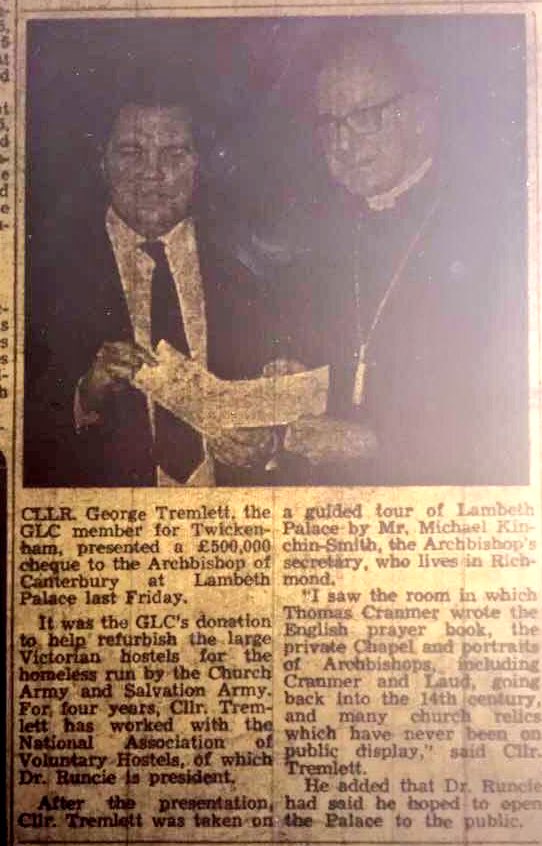 CLLR. George Tremlett, the
GLC member for Twicken-
ham, presented a £500,000
cheque to the Archbishop of
Canterbury at Lambeth
Palace last Friday.
It was the GLC's donation
to help refurbish the large
Victorian hostels for the
homeless run by the Church
Army and Salvation Army.
For four years, Cllr. Trem-
lett has worked with the
National Association of
Voluntary Hostels, of which
Dr. Runcie is president.
After the presentation,
Cllr. Tremlett was taken on
a guided tour of Lambeth
Palace by Mr. Michael Kin-
chin-Smith, the Archbishop's
secretary, who lives in Rich-
mond.
"I saw the room in which
Thomas Cranmer wrote the
English prayer book, the
private Chapel and portraits
of Archbishops, including
Cranmer and Laud, going
back into the 14th century,
and many church relics
which have never been on
public display," said Cllr.
Tremlett.
He added that Dr. Runcie
had said he hoped to open
the Palace to the public.